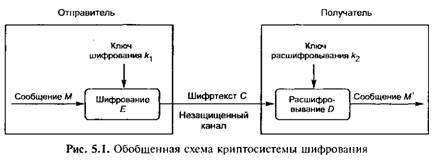 Отправитель
Получатель
Ключ
шифрования k1
Ключ
расшифровывания k2
Сообщение M
Шифрование
E
Шифртекст C
Незащищенный
канал
Расшифро-
вывание D
Сообщение M'
Рис. 5.1. Обобщенная схема криптосистемы шифрования